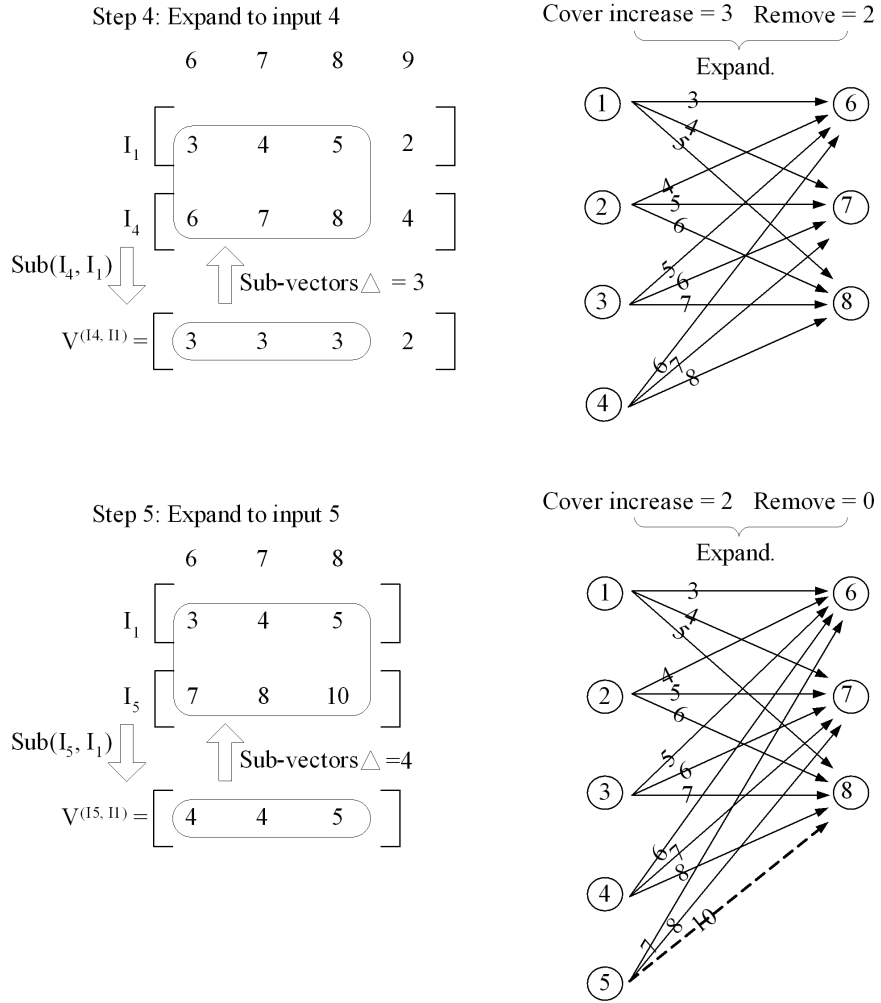 Step 4: Expand to input 4
6 7 8 9
I1 3 4 5 2
I4 6 7 8 4
Sub(I4, I1)
Sub-vectors△ = 3
V(I4, I1) = 3 3 3 2
Cover increase = 3 Remove = 2
Expand.
1 3 6
4
5
2 4
5 7
6
3 5
6
7 8
4 6
7
8
Step 5: Expand to input 5
6 7 8
I1 3 4 5
I5 7 8 10
Sub(I5, I1)
Sub-vectors△ =4
V(I5, I1) = 4 4 5
Cover increase = 2 Remove = 0
Expand.
1 3 6
4
5
2 4
5 7
6
3 5
6
7 8
4 6
7
8
5 7
8
10